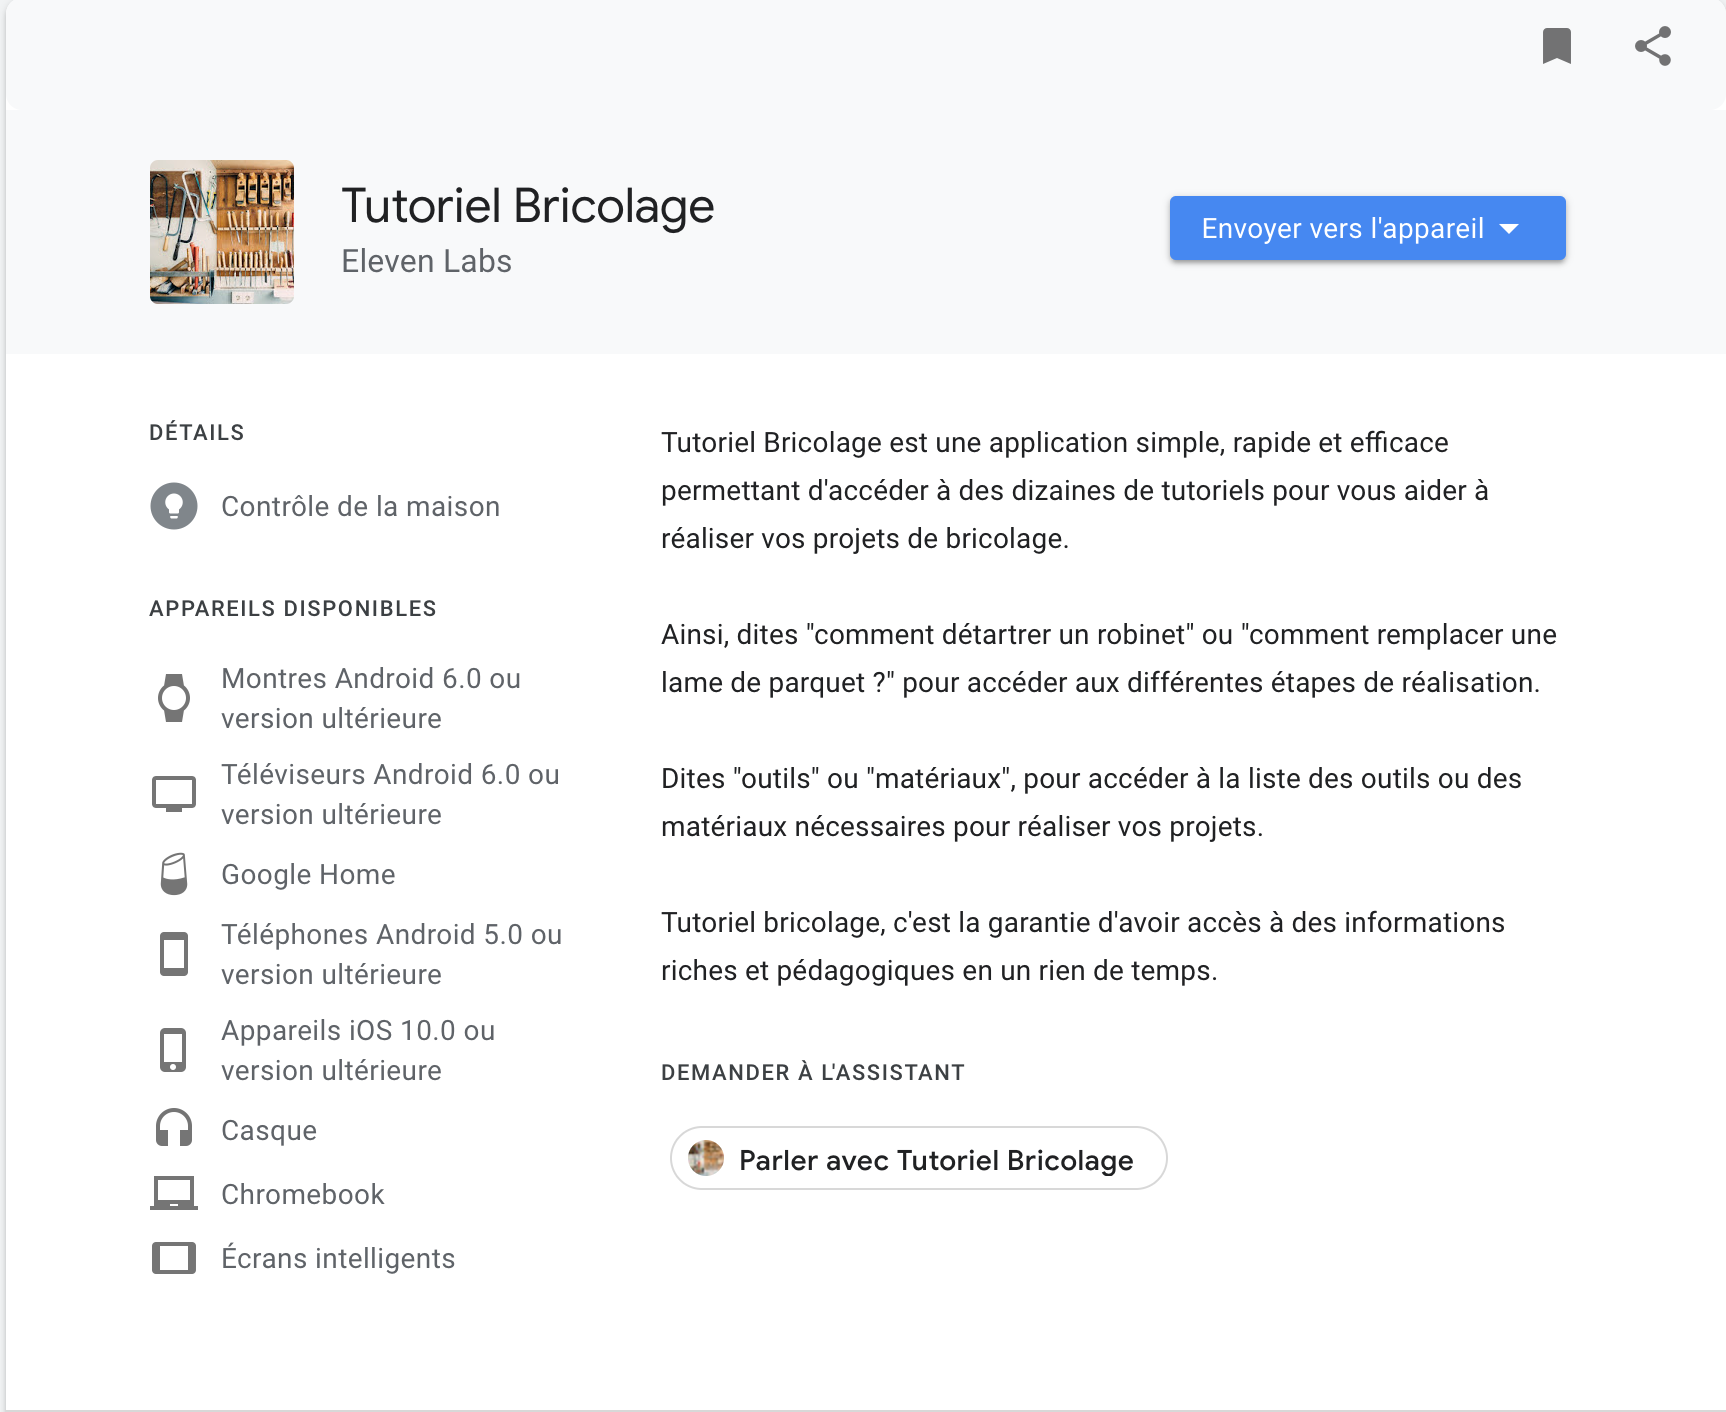 Tutoriel Bricolage
Eleven Labs
Envoyer vers l'appareil
DÉTAILS
Contrôle de la maison
APPAREILS DISPONIBLES
Montres Android 6.0 ou
version ultérieure
Téléviseurs Android 6.0 ou
version ultérieure
Google Home
Téléphones Android 5.0 ou
version ultérieure
Appareils iOS 10.0 ou
version ultérieure
Casque
Chromebook
Écrans intelligents
Tutoriel Bricolage est une application simple, rapide et efficace
permettant d'accéder à des dizaines de tutoriels pour vous aider à
réaliser vos projets de bricolage.
Ainsi, dites "comment détartrer un robinet" ou "comment remplacer une
lame de parquet ?" pour accéder aux différentes étapes de réalisation.
Dites "outils" ou "matériaux", pour accéder à la liste des outils ou des
matériaux nécessaires pour réaliser vos projets.
Tutoriel bricolage, c'est la garantie d'avoir accès à des informations
riches et pédagogiques en un rien de temps.
DEMANDER À L'ASSISTANT
Parler avec Tutoriel Bricolage